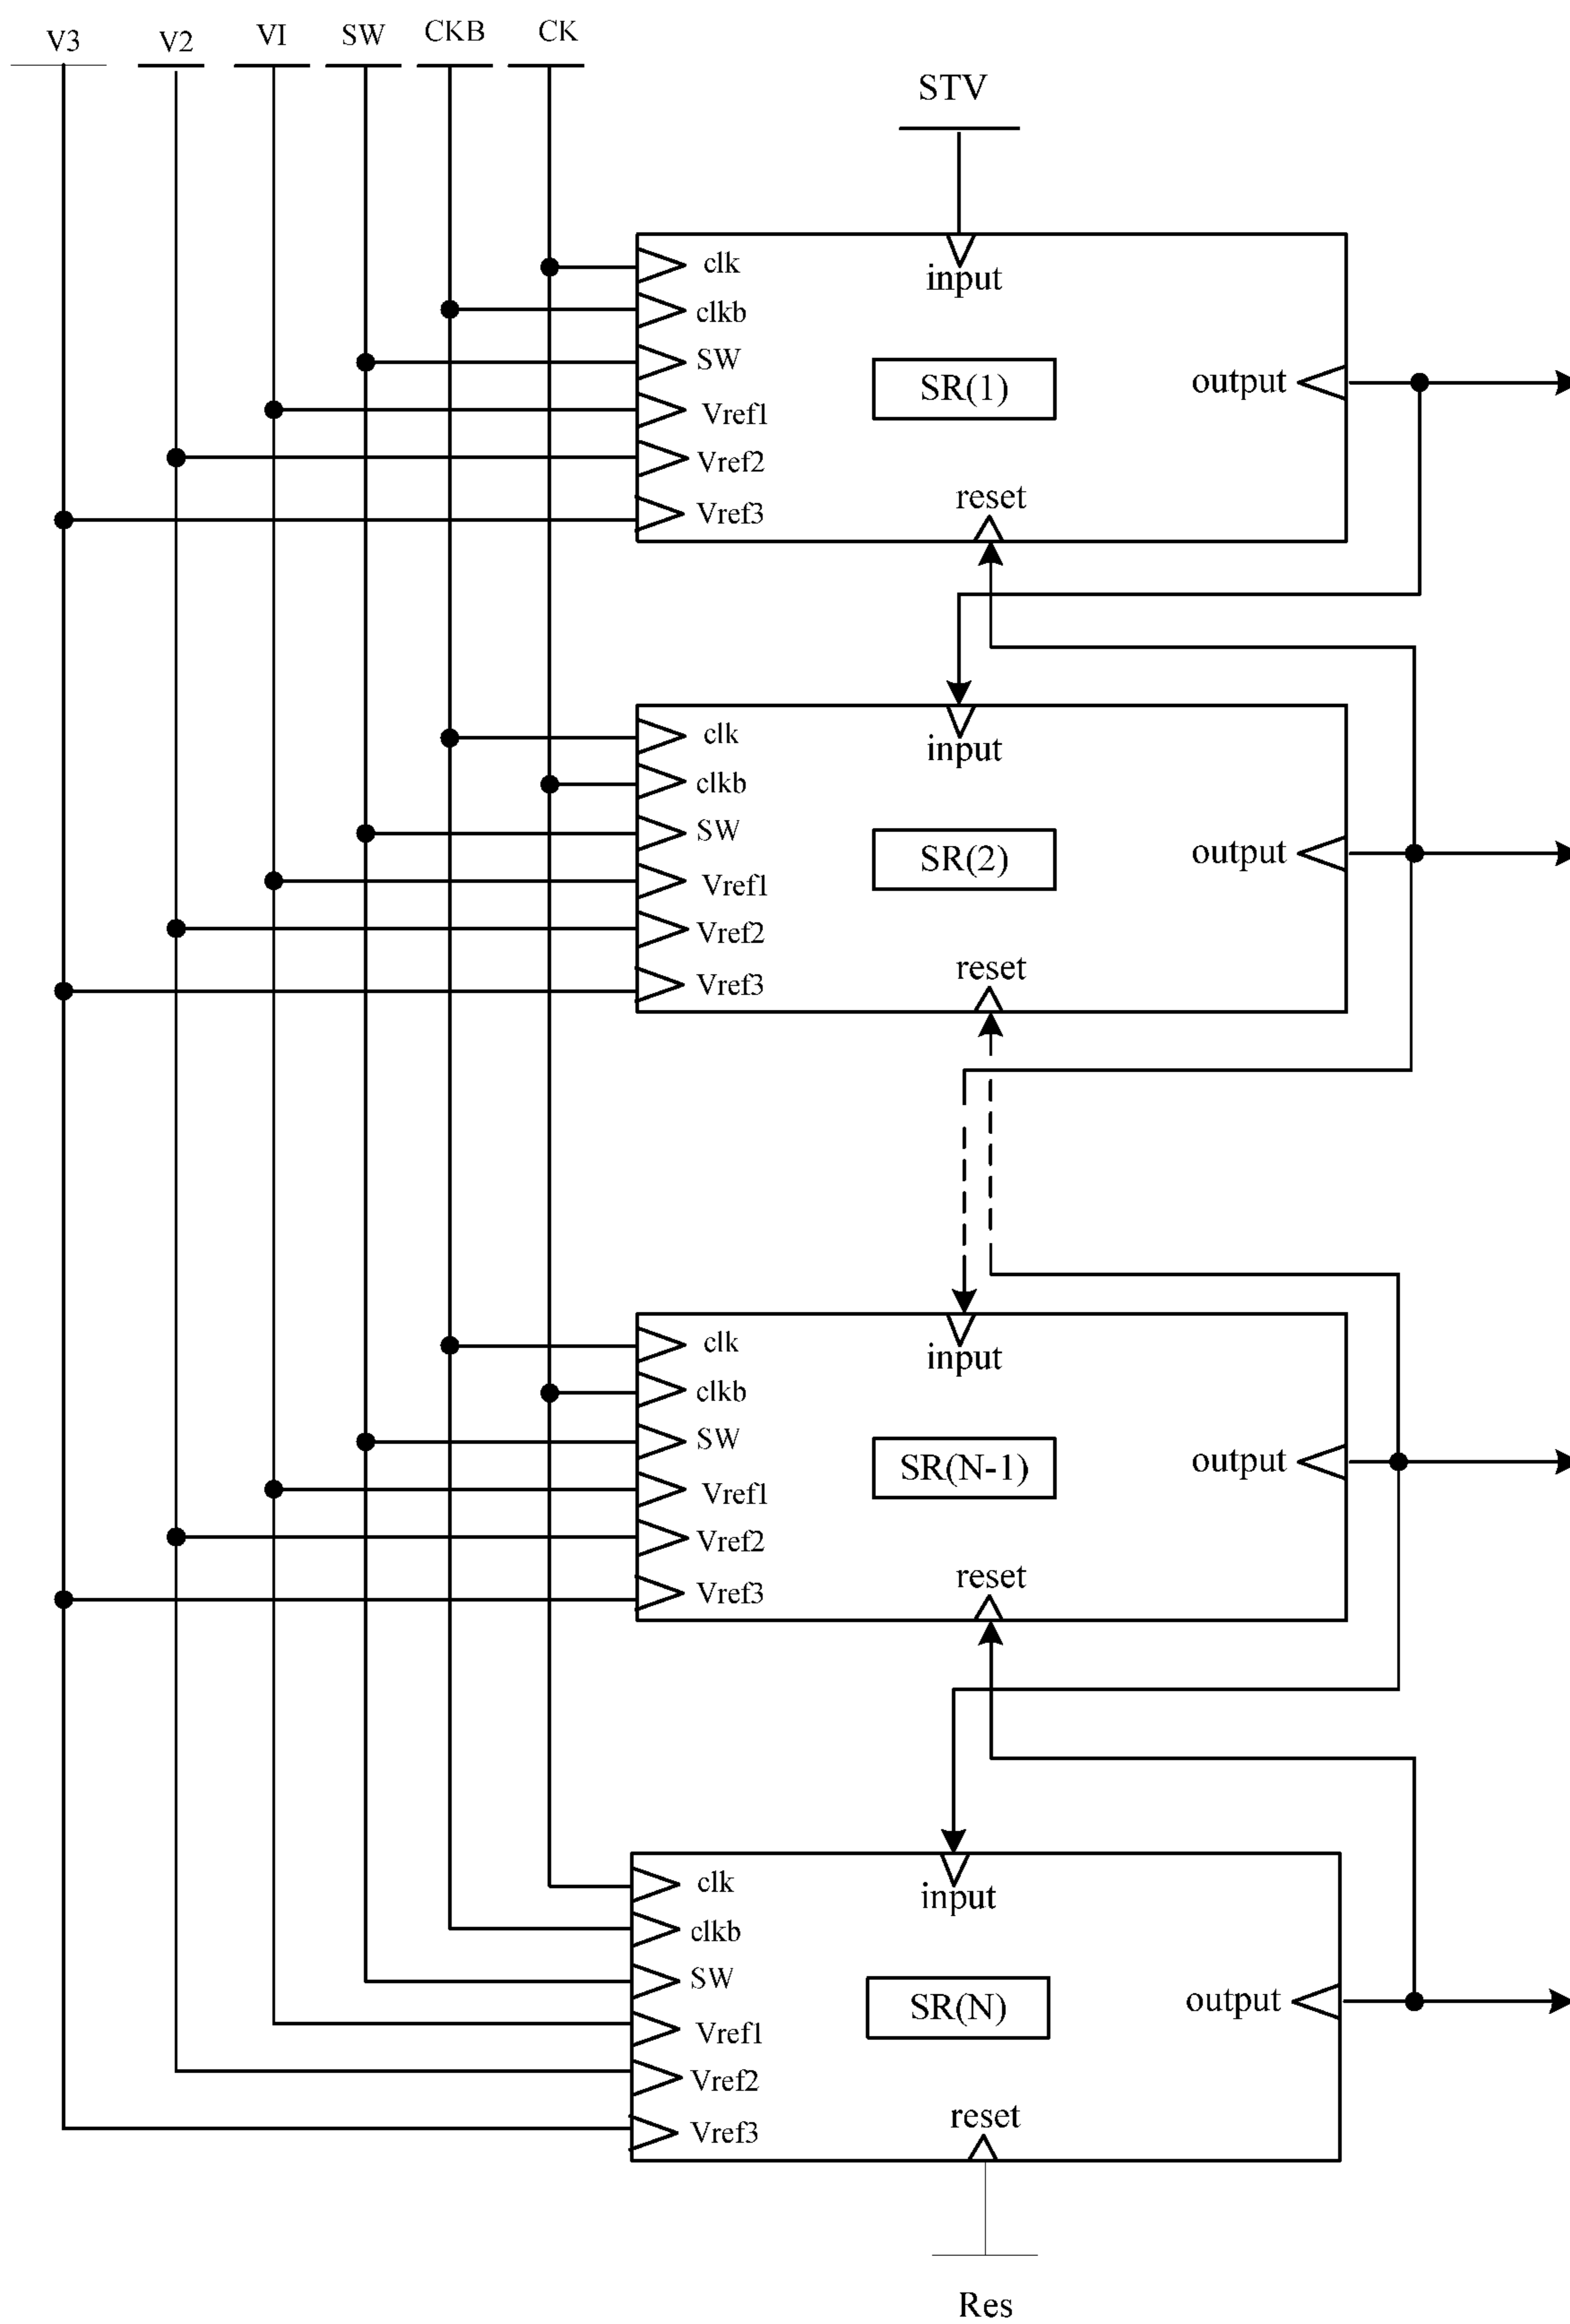 V3 V2 VI SW CKB CK
STV
clk
input
clkb
SW
SR(1)
output
Vref1
Vref2
reset
Vref3
clk
input
clkb
SW
SR(2)
output
Vref1
Vref2
reset
Vref3
clk
input
clkb
SW
SR(N-1)
output
Vref1
Vref2
reset
Vref3
clk
input
clkb
SW
SR(N)
output
Vref1
Vref2
reset
Vref3
Res